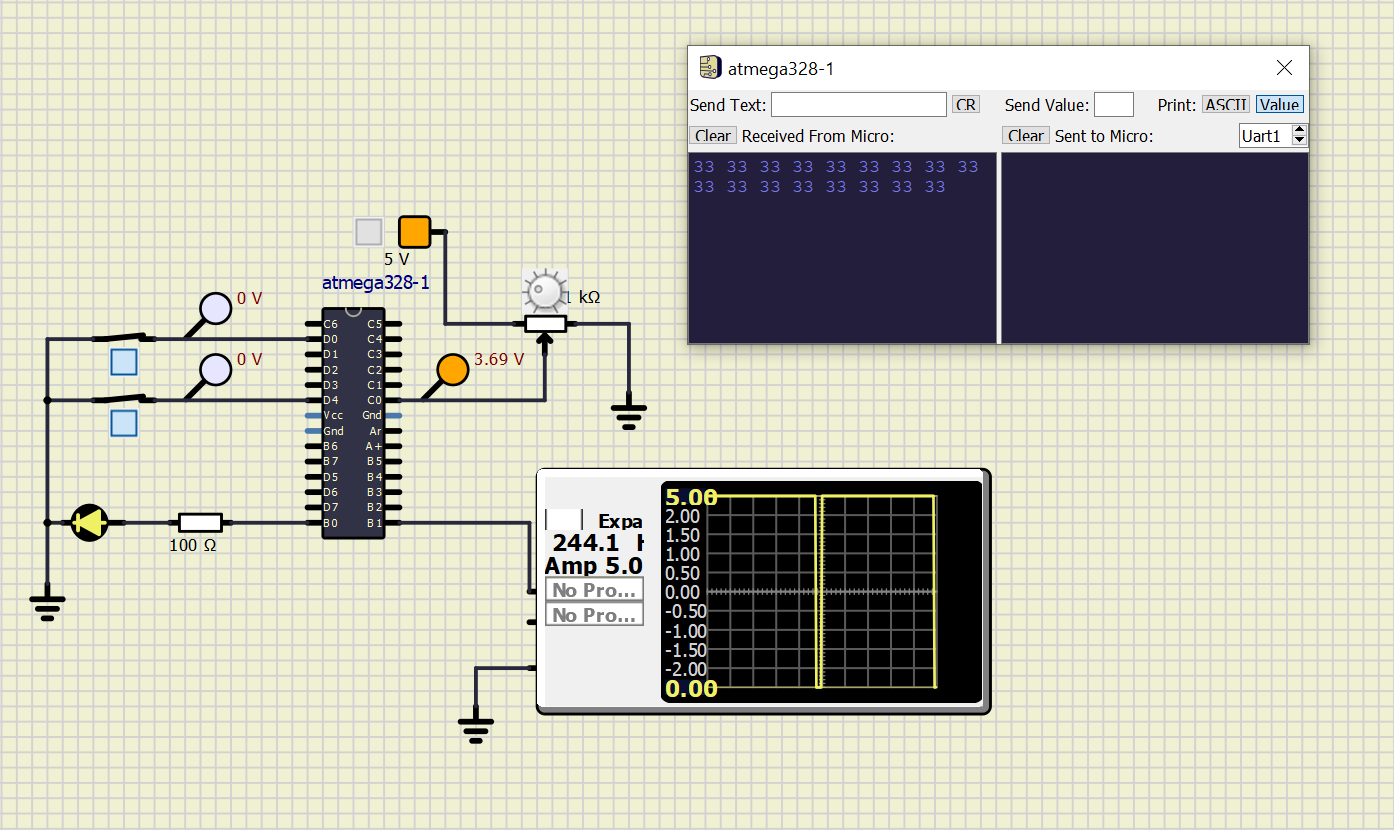 atmega328-1
Send Text: CR Send Value: Print: ASCII Value
Clear Received From Micro: Clear Sent to Micro: Uart1
33 33 33 33 33 33 33 33 33
33 33 33 33 33 33 33 33
5 V
atmega328-1
0 V
1 kΩ
0 V
3.69 V
C6 C5
D0 C4
D1 C3
D2 C2
D3 C1
D4 C0
Vcc Gnd
Gnd Ar
B6 A+
B7 B5
D5 B4
D6 B3
D7 B2
B0 B1
100 Ω
Expa
244.1 H
Amp 5.0
No Pro...
No Pro...
5.00
2.00
1.50
1.00
0.50
0.00
-0.50
-1.00
-1.50
-2.00
0.00